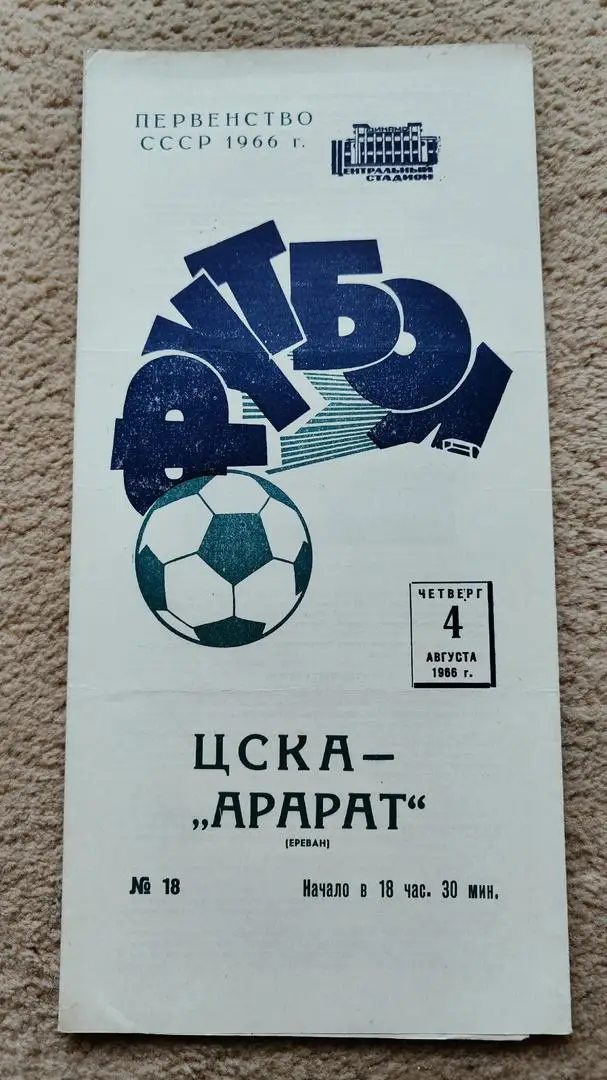 ПЕРВЕНСТВО
СССР 1966 г.
ДИНАМО
ЦЕНТРАЛЬНЫЙ
СТАДИОН
ФУТБОЛ
ЧЕТВЕРГ
4
АВГУСТА
1966 г.
ЦСКА—
„АРАРАТ“
(ЕРЕВАН)
№ 18
Начало в 18 час. 30 мин.